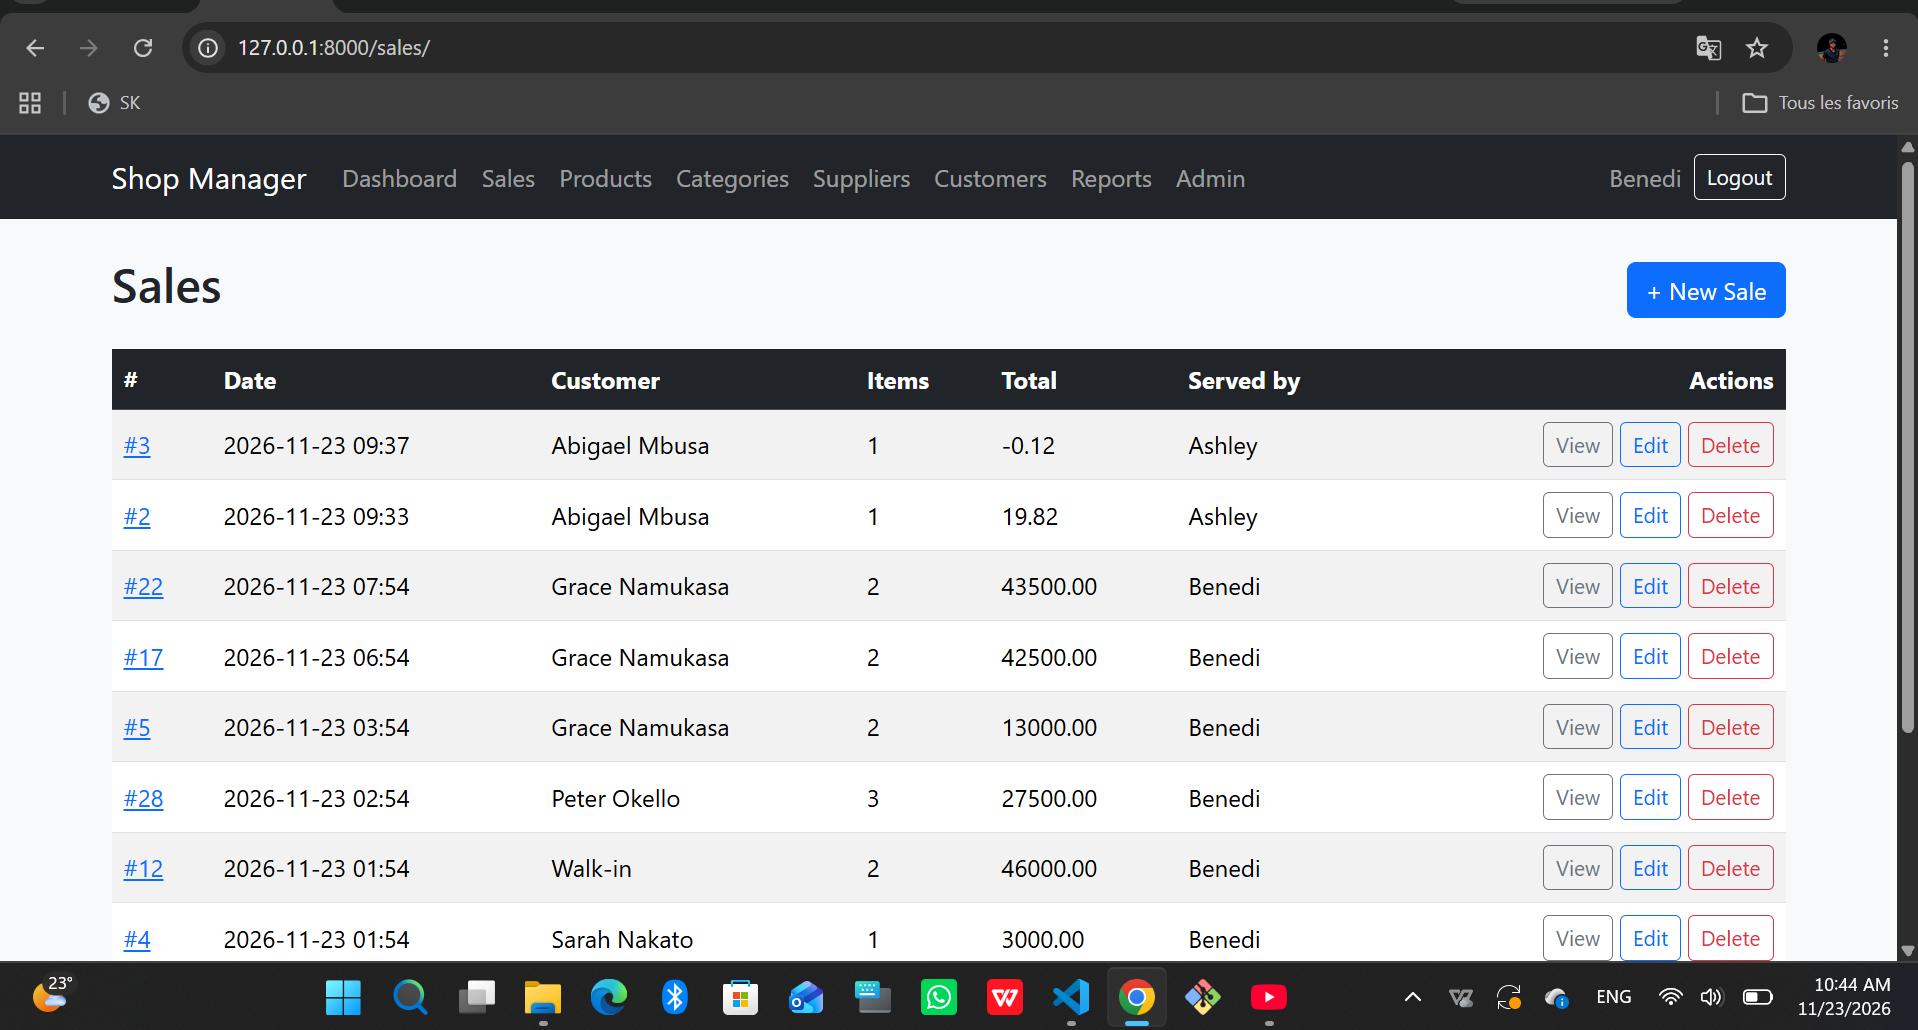 127.0.0.1:8000/sales/
SK
Tous les favoris
Shop Manager Dashboard Sales Products Categories Suppliers Customers Reports Admin Benedi Logout
Sales
+ New Sale
# Date Customer Items Total Served by Actions
#3 2026-11-23 09:37 Abigael Mbusa 1 -0.12 Ashley View Edit Delete
#2 2026-11-23 09:33 Abigael Mbusa 1 19.82 Ashley View Edit Delete
#22 2026-11-23 07:54 Grace Namukasa 2 43500.00 Benedi View Edit Delete
#17 2026-11-23 06:54 Grace Namukasa 2 42500.00 Benedi View Edit Delete
#5 2026-11-23 03:54 Grace Namukasa 2 13000.00 Benedi View Edit Delete
#28 2026-11-23 02:54 Peter Okello 3 27500.00 Benedi View Edit Delete
#12 2026-11-23 01:54 Walk-in 2 46000.00 Benedi View Edit Delete
#4 2026-11-23 01:54 Sarah Nakato 1 3000.00 Benedi View Edit Delete
23°
ENG
10:44 AM
11/23/2026